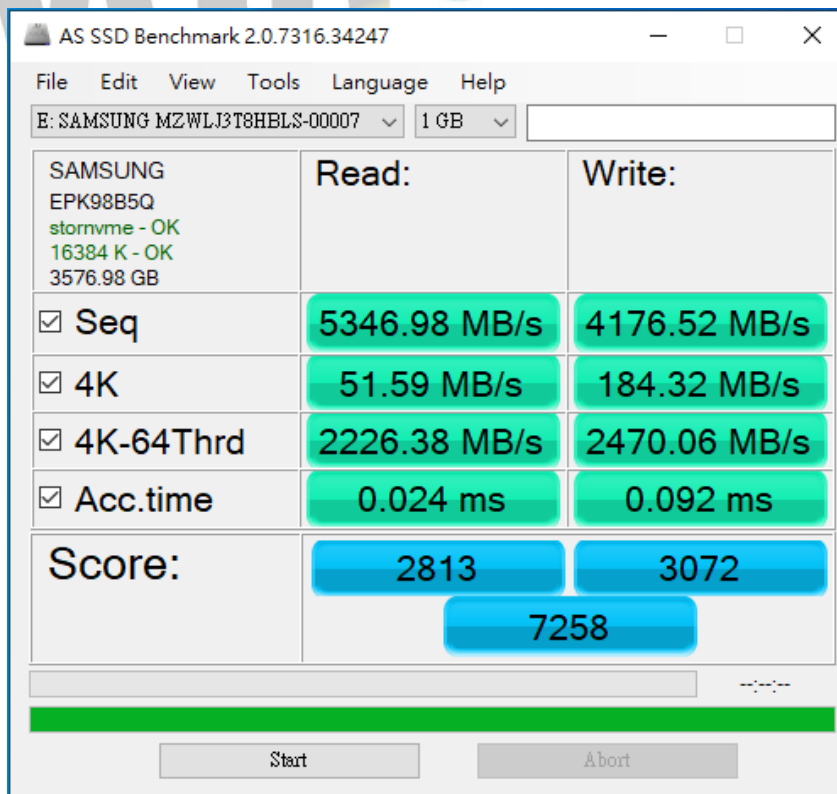 AS SSD Benchmark 2.0.7316.34247
File Edit View Tools Language Help
E: SAMSUNG MZWLJ3T8HBLS-00007 1 GB
SAMSUNG
EPK98B5Q
stornvme - OK
16384 K - OK
3576.98 GB
Read: Write:
Seq 5346.98 MB/s 4176.52 MB/s
4K 51.59 MB/s 184.32 MB/s
4K-64Thrd 2226.38 MB/s 2470.06 MB/s
Acc.time 0.024 ms 0.092 ms
Score: 2813 3072
7258
--:--:--
Start Abort